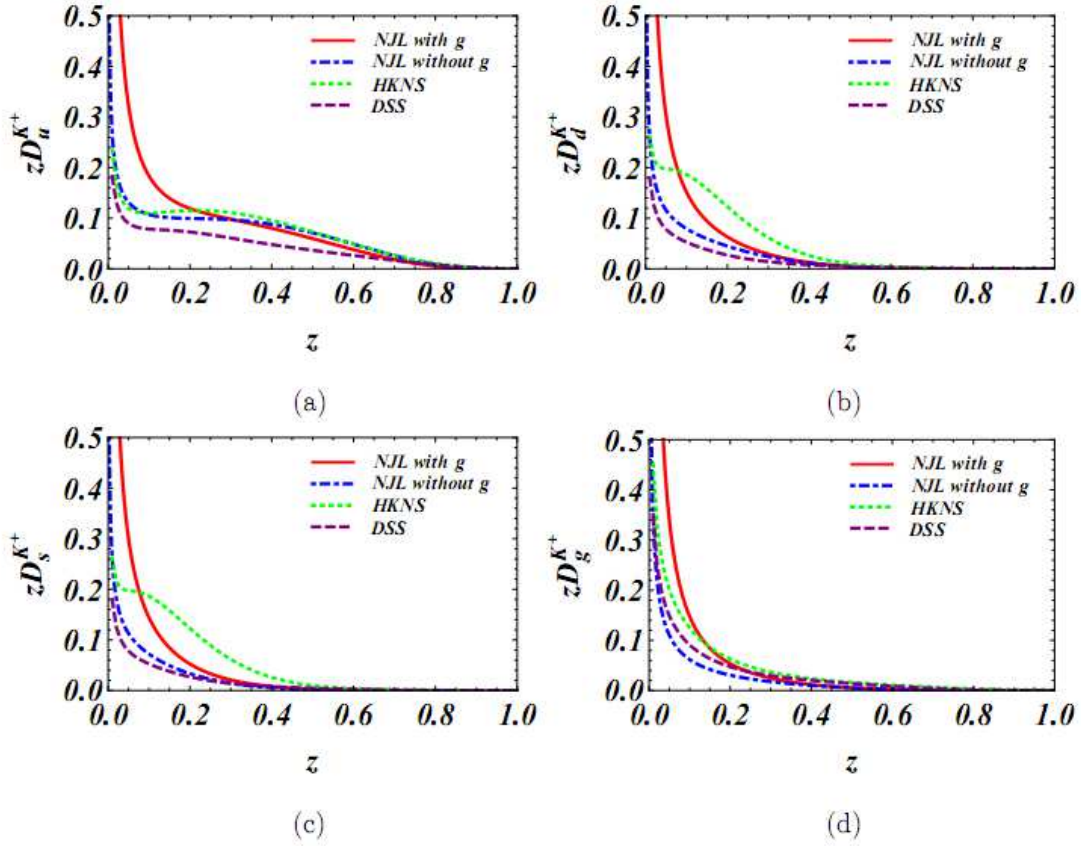 0.5
0.4
0.3
0.2
0.1
0.0
zD_u^{K^+}
NJL with g
NJL without g
HKNS
DSS
0.0 0.2 0.4 0.6 0.8 1.0
z
(a)
0.5
0.4
0.3
0.2
0.1
0.0
zD_d^{K^+}
NJL with g
NJL without g
HKNS
DSS
0.0 0.2 0.4 0.6 0.8 1.0
z
(b)
0.5
0.4
0.3
0.2
0.1
0.0
zD_s^{K^+}
NJL with g
NJL without g
HKNS
DSS
0.0 0.2 0.4 0.6 0.8 1.0
z
(c)
0.5
0.4
0.3
0.2
0.1
0.0
zD_g^{K^+}
NJL with g
NJL without g
HKNS
DSS
0.0 0.2 0.4 0.6 0.8 1.0
z
(d)